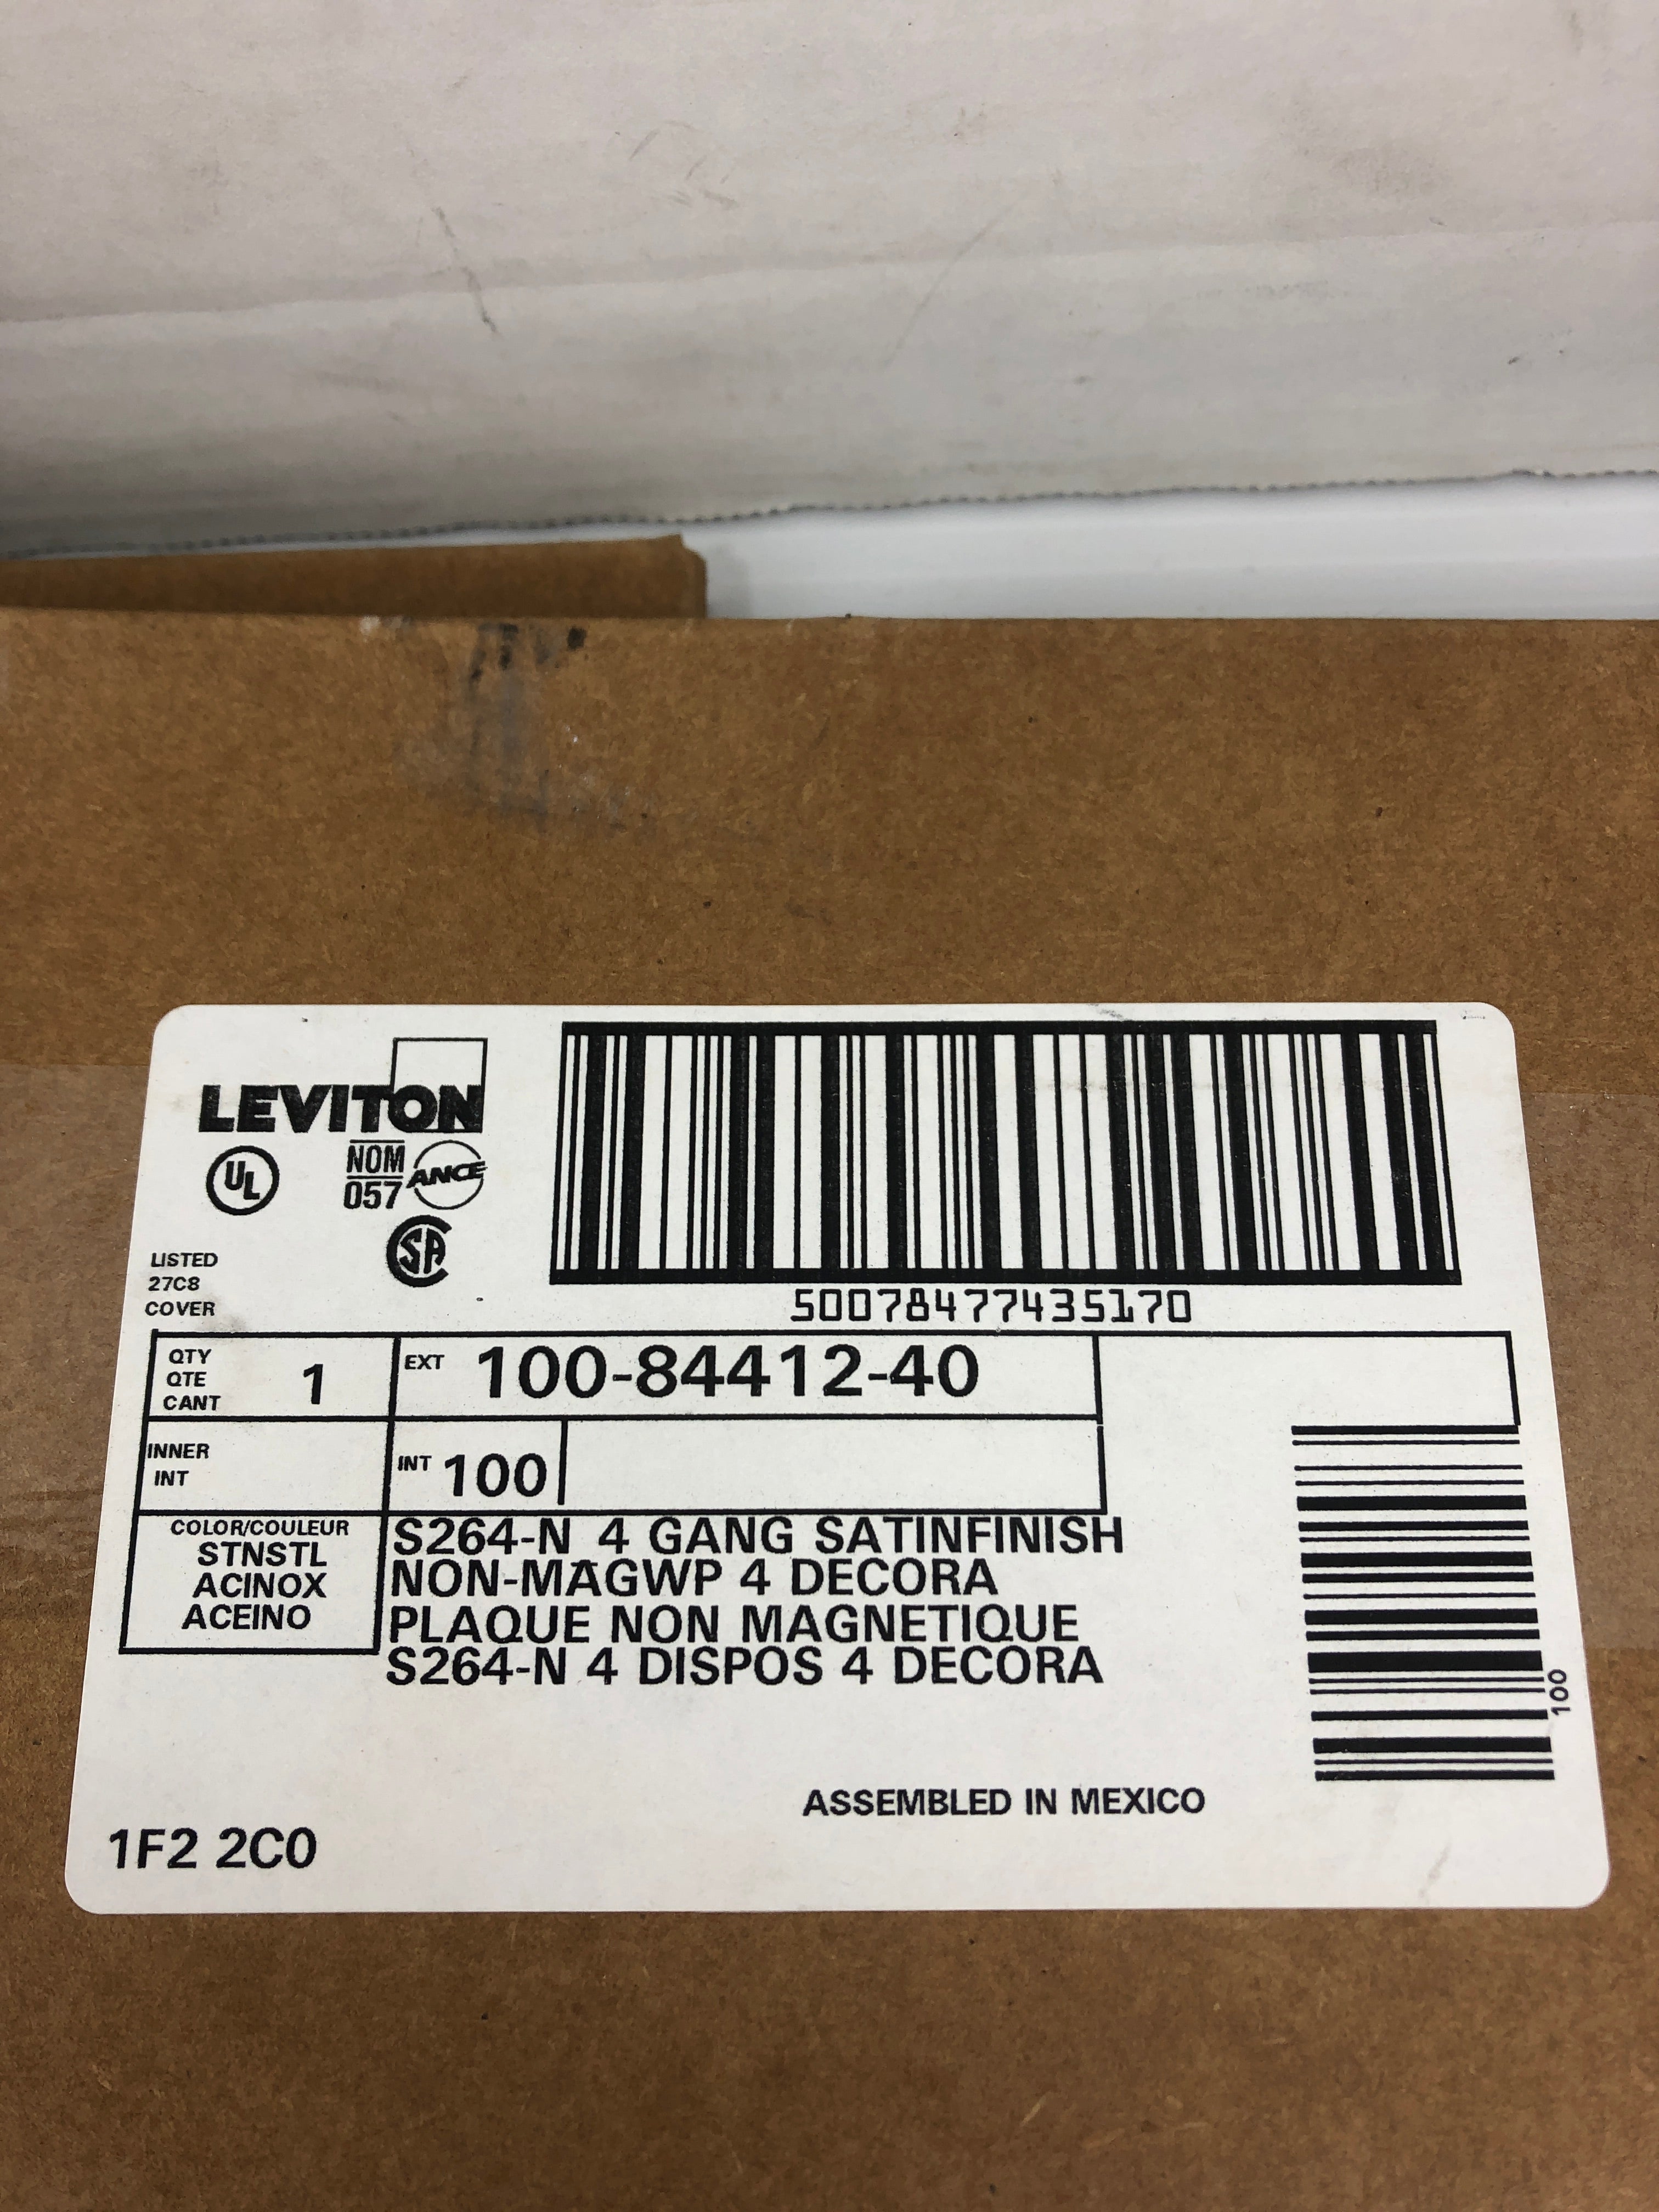 LEVITON
UL
NOM
057
ANCE
SA
LISTED
27C8
COVER
50078477435170
QTY
QTE
CANT
1
EXT 100-84412-40
INNER
INT
INT 100
COLOR/COULEUR
STNSTL
ACINOX
ACEINO
S264-N 4 GANG SATINFINISH
NON-MAGWP 4 DECORA
PLAQUE NON MAGNETIQUE
S264-N 4 DISPOS 4 DECORA
100
ASSEMBLED IN MEXICO
1F2 2C0